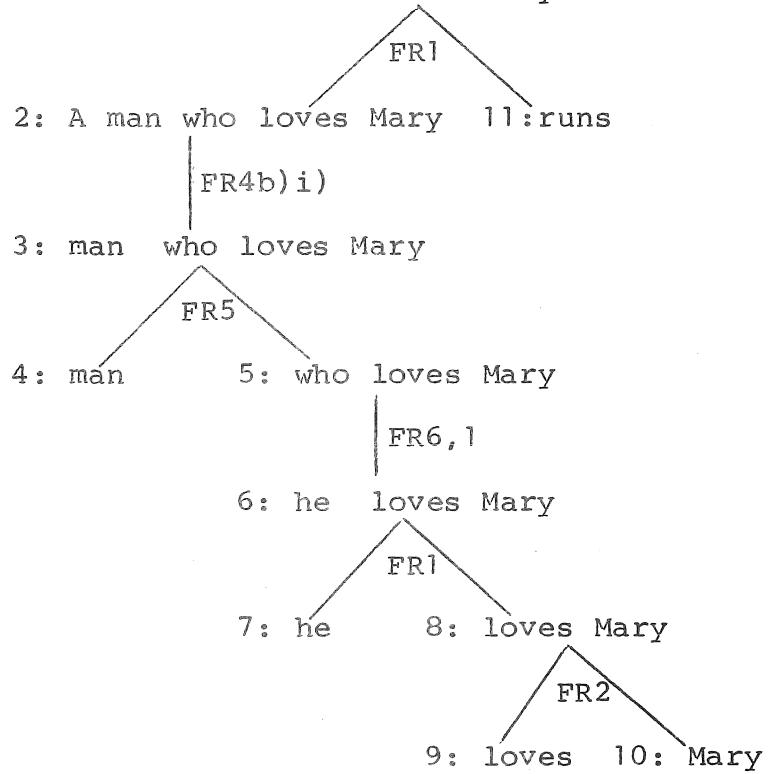 FR1
2: A man who loves Mary 11:runs
FR4b)i)
3: man who loves Mary
FR5
4: man 5: who loves Mary
FR6,1
6: he loves Mary
FR1
7: he 8: loves Mary
FR2
9: loves 10: Mary